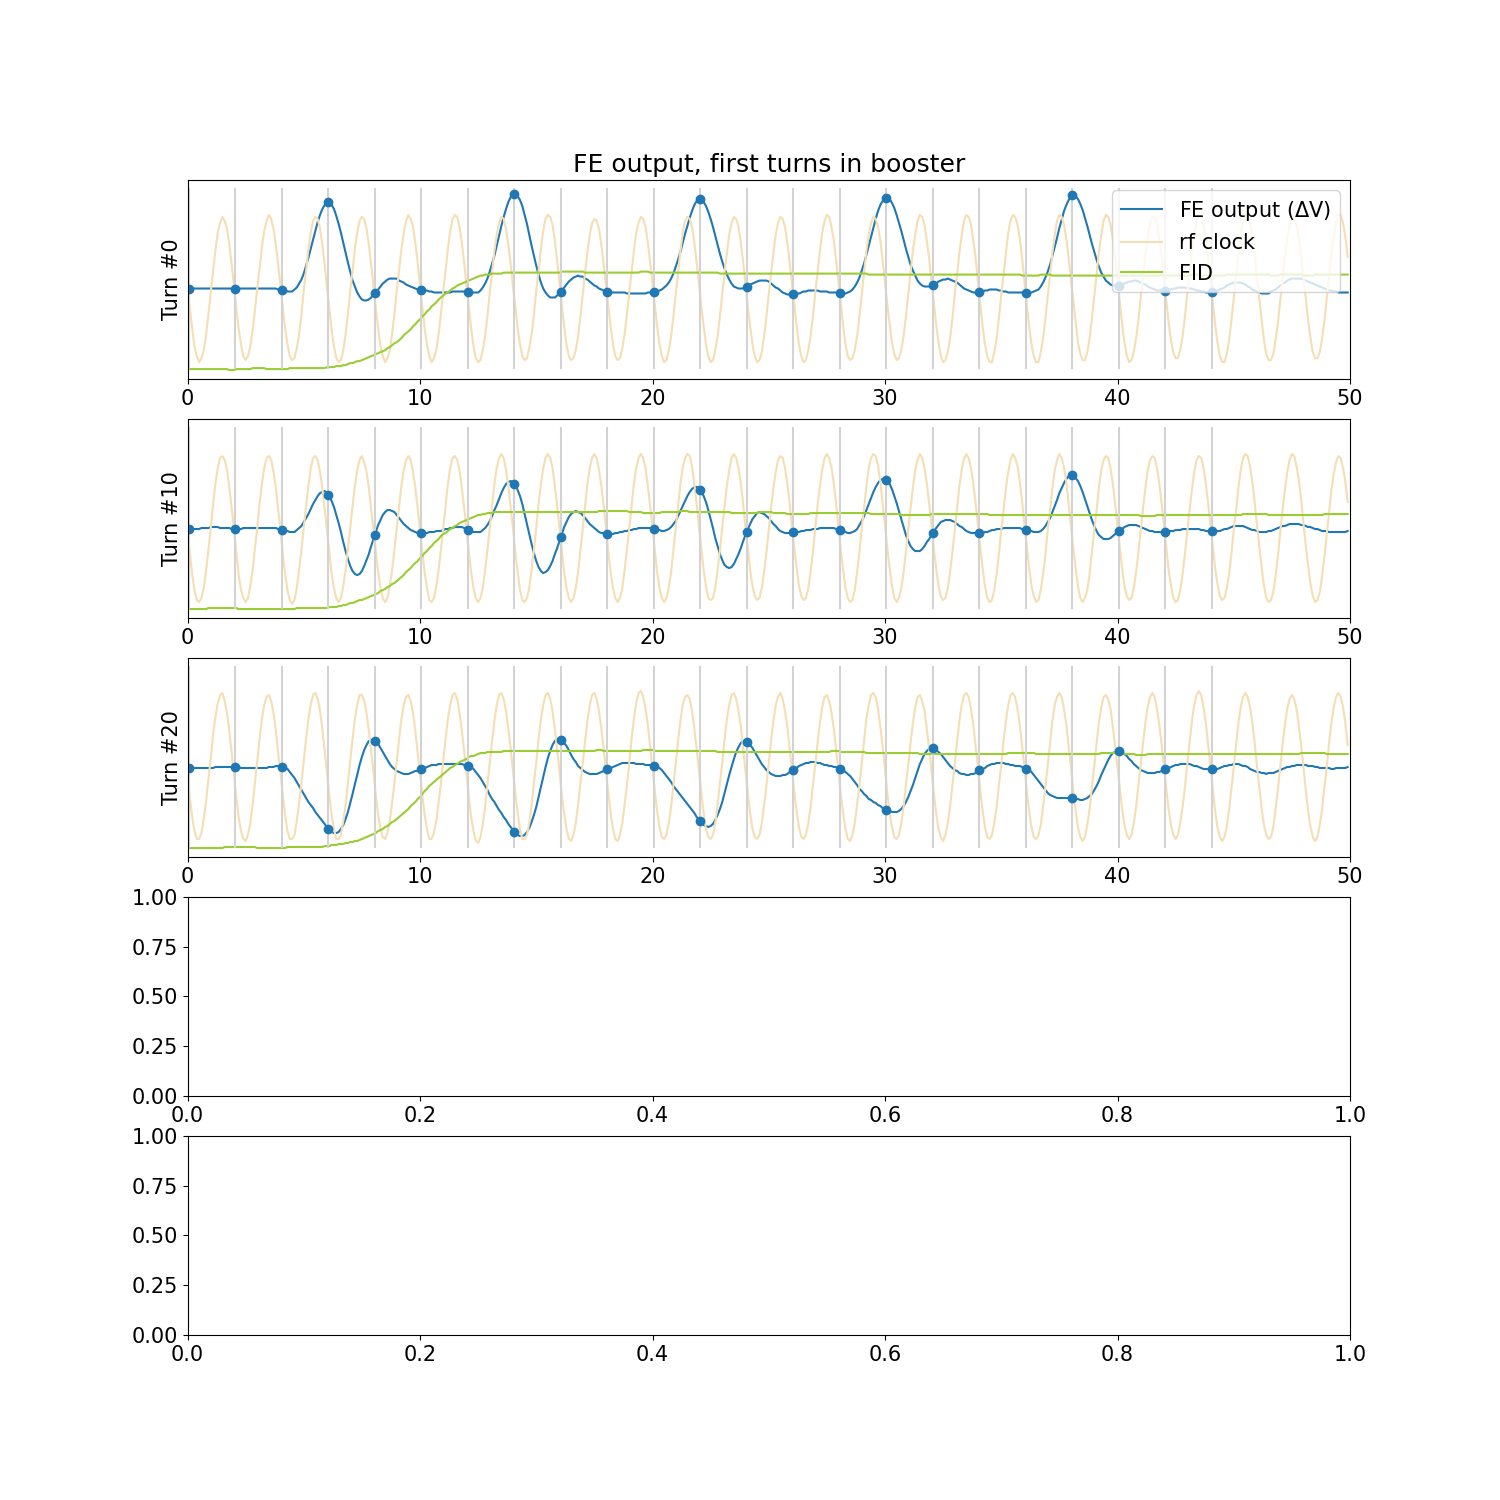 FE output, first turns in booster
Turn #0
FE output (ΔV)
rf clock
FID
0 10 20 30 40 50
Turn #10
0 10 20 30 40 50
Turn #20
0 10 20 30 40 50
1.00
0.75
0.50
0.25
0.00
0.0 0.2 0.4 0.6 0.8 1.0
1.00
0.75
0.50
0.25
0.00
0.0 0.2 0.4 0.6 0.8 1.0